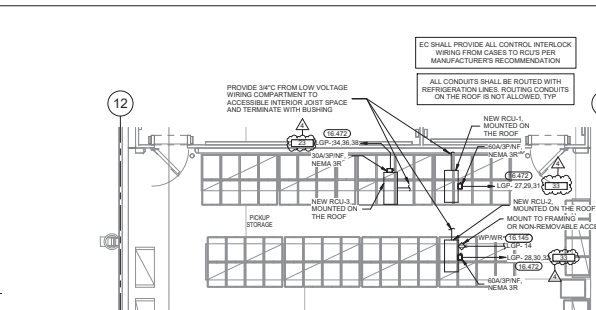 EC SHALL PROVIDE ALL CONTROL INTERLOCK
WIRING FROM CASES TO RCU'S PER
MANUFACTURER'S RECOMMENDATION
ALL CONDUITS SHALL BE ROUTED WITH
REFRIGERATION LINES. ROUTING CONDUITS
ON THE ROOF IS NOT ALLOWED, TYP
PROVIDE 3/4"C FROM LOW VOLTAGE
WIRING COMPARTMENT TO
ACCESSIBLE INTERIOR JOIST SPACE
AND TERMINATE WITH BUSHING
12
NEW RCU-1,
MOUNTED ON
THE ROOF
4
16.472
23
LGP-34,36,38
60A/3P/NF,
NEMA 3R
30A/3P/NF,
NEMA 3R
4
16.472
LGP- 27,29,31
33
NEW RCU-3,
MOUNTED ON
THE ROOF
NEW RCU-2,
MOUNTED ON THE ROOF
PICKUP
STORAGE
MOUNT TO FRAMING
OR NON-REMOVABLE ACCE
WP/WR
16.145
LGP- 14
LGP- 28,30,32
33
16.472
4
60A/3P/NF,
NEMA 3R